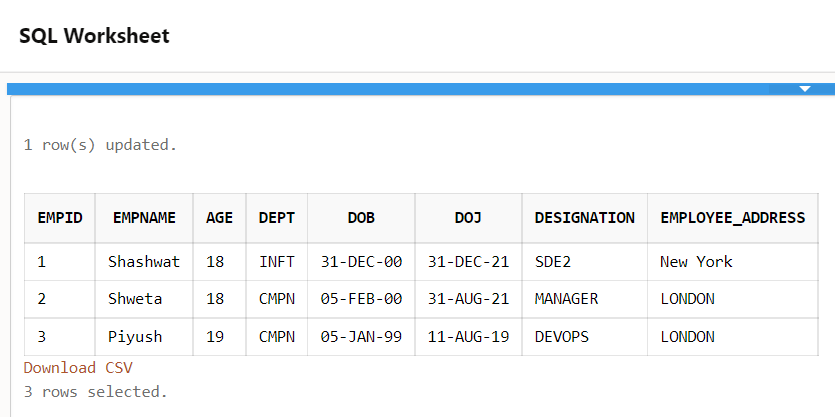 SQL Worksheet
1 row(s) updated.
EMPID EMPNAME AGE DEPT DOB DOJ DESIGNATION EMPLOYEE_ADDRESS
1 Shashwat 18 INFT 31-DEC-00 31-DEC-21 SDE2 New York
2 Shweta 18 CMPN 05-FEB-00 31-AUG-21 MANAGER LONDON
3 Piyush 19 CMPN 05-JAN-99 11-AUG-19 DEVOPS LONDON
Download CSV
3 rows selected.